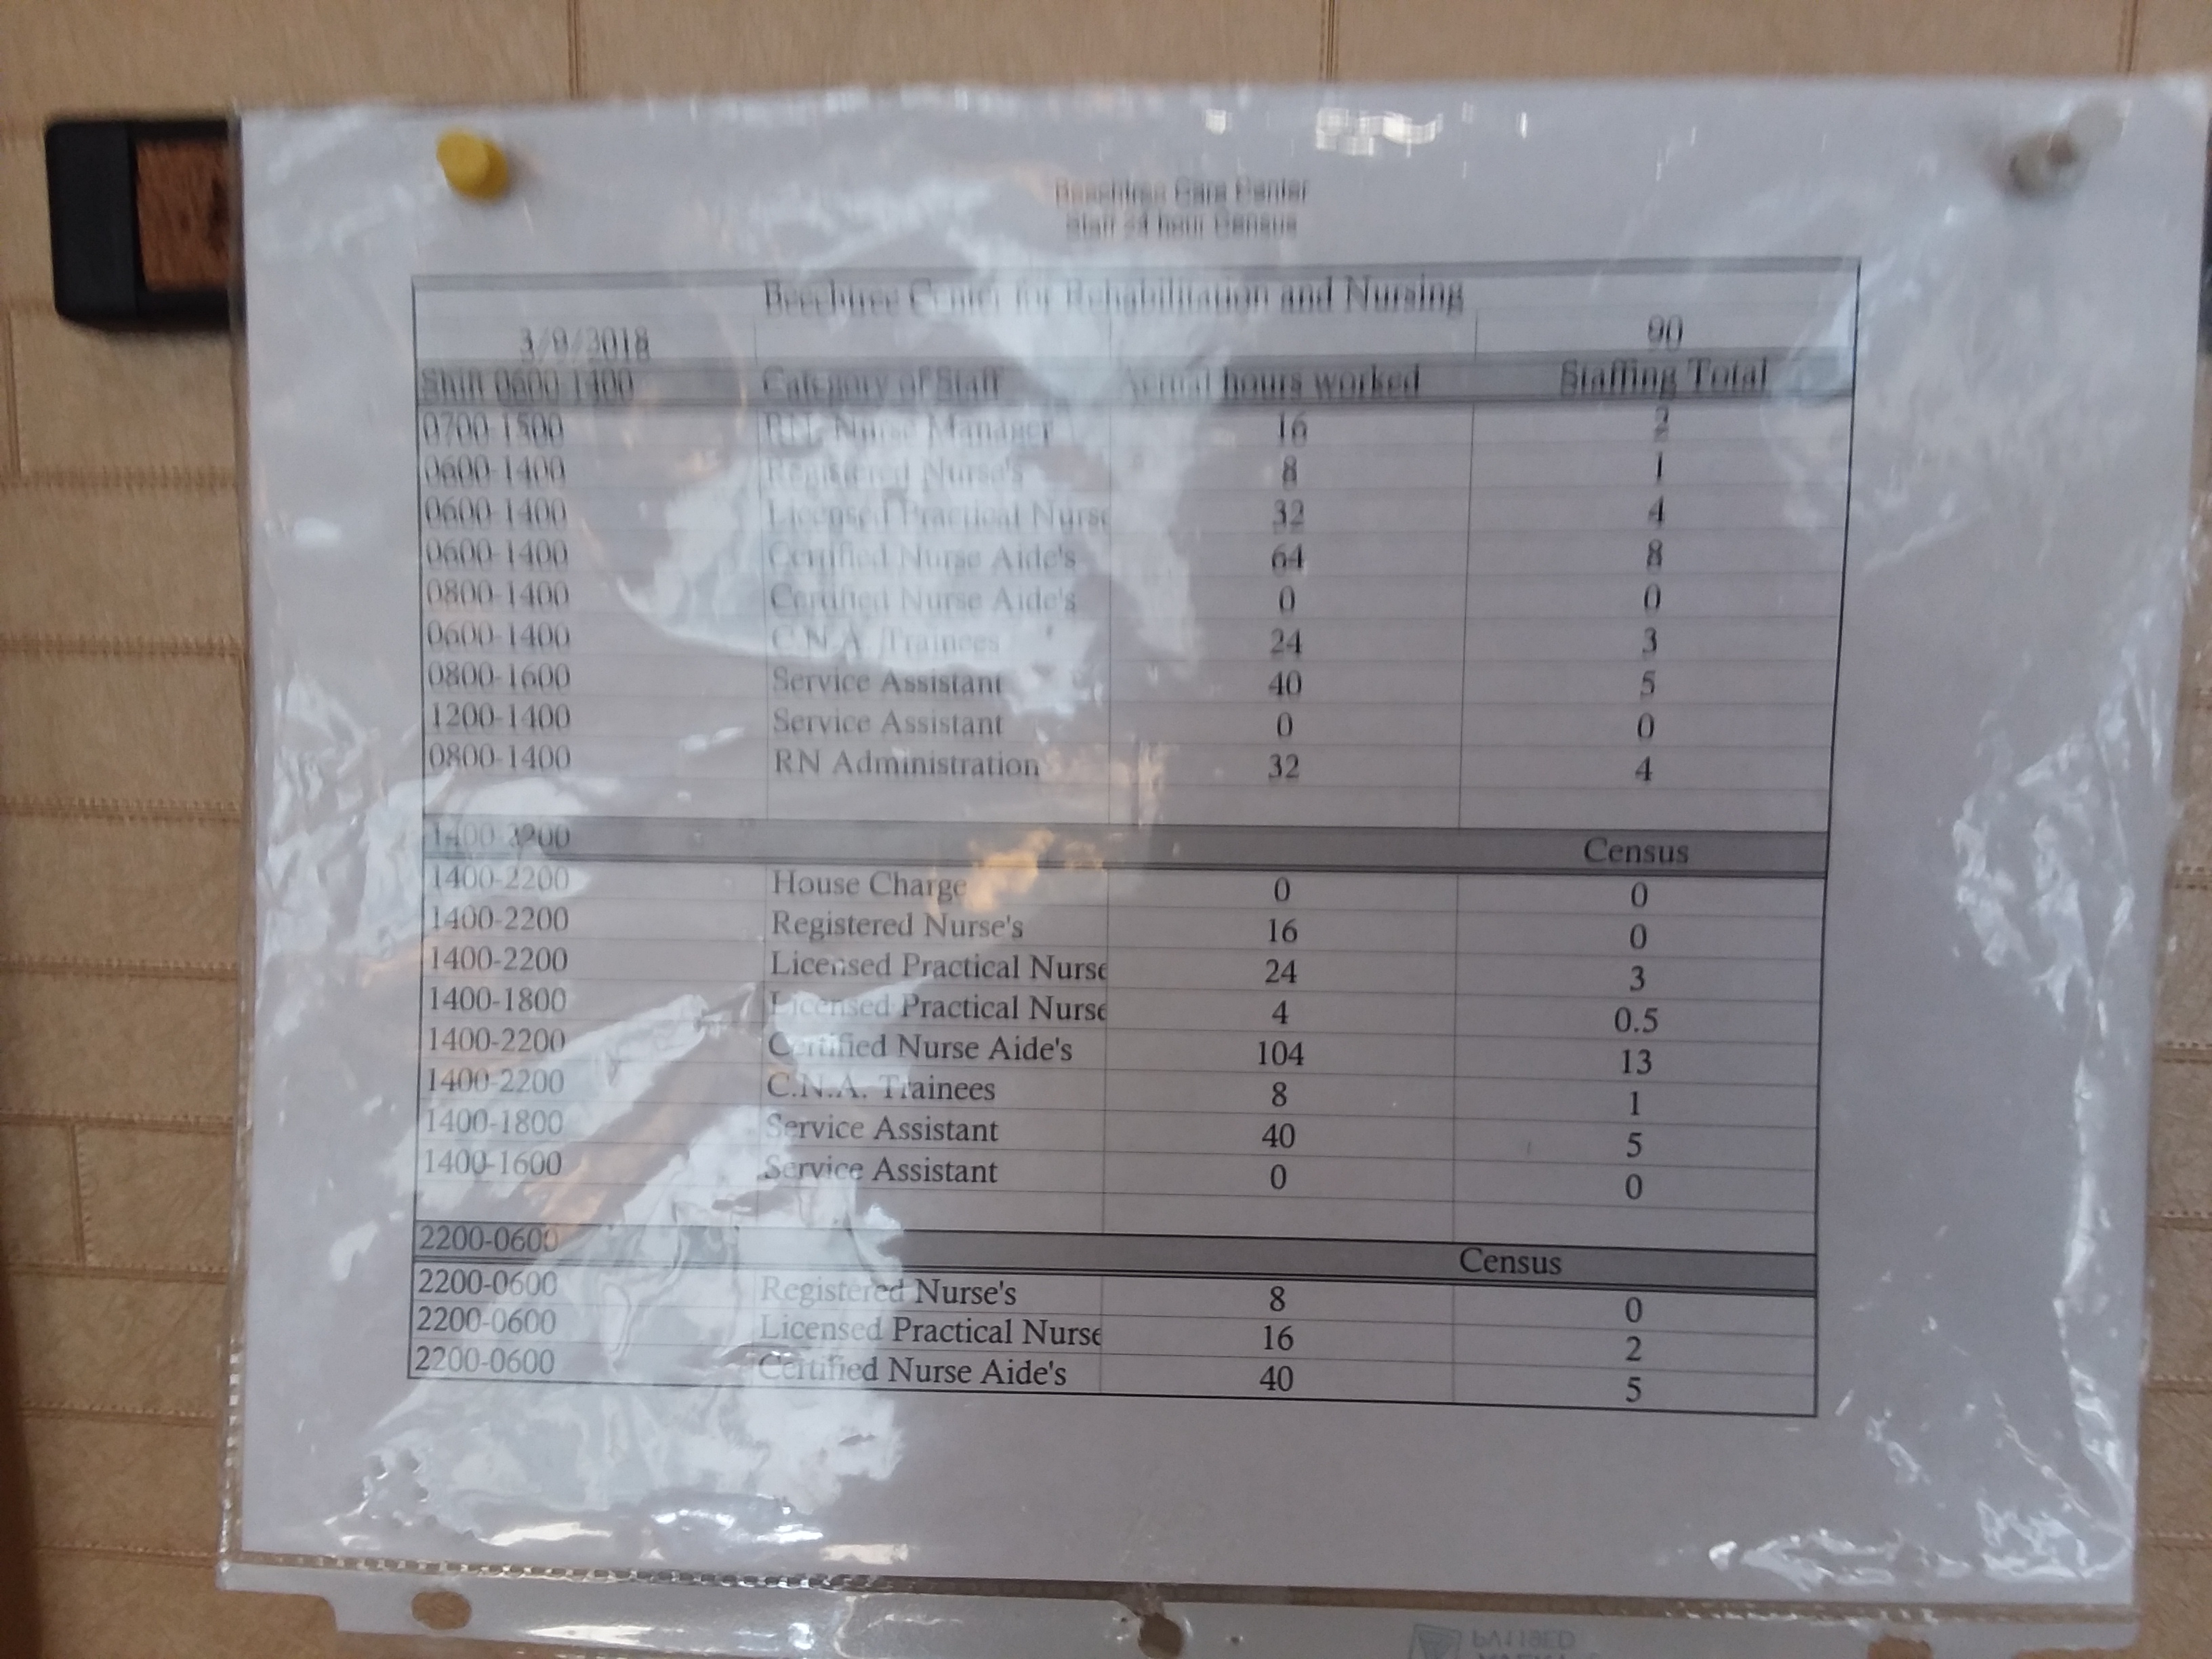 Beechtree Care Center
Staff 24 hour Census
Beechtree Center for Rehabilitation and Nursing
3/9/2018 90
Shift 0600-1400 Category of Staff Actual hours worked Staffing Total
0700-1500 RN, Nurse Manager 16 2
0600-1400 Registered Nurse's 8 1
0600-1400 Licensed Practical Nurse 32 4
0600-1400 Certified Nurse Aide's 64 8
0800-1400 Certified Nurse Aide's 0 0
0600-1400 C.N.A. Trainees 24 3
0800-1600 Service Assistant 40 5
1200-1400 Service Assistant 0 0
0800-1400 RN Administration 32 4
1400-2200 Census
1400-2200 House Charge 0 0
1400-2200 Registered Nurse's 16 0
1400-2200 Licensed Practical Nurse 24 3
1400-1800 Licensed Practical Nurse 4 0.5
1400-2200 Certified Nurse Aide's 104 13
1400-2200 C.N.A. Trainees 8 1
1400-1800 Service Assistant 40 5
1400-1600 Service Assistant 0 0
2200-0600 Census
2200-0600 Registered Nurse's 8 0
2200-0600 Licensed Practical Nurse 16 2
2200-0600 Certified Nurse Aide's 40 5